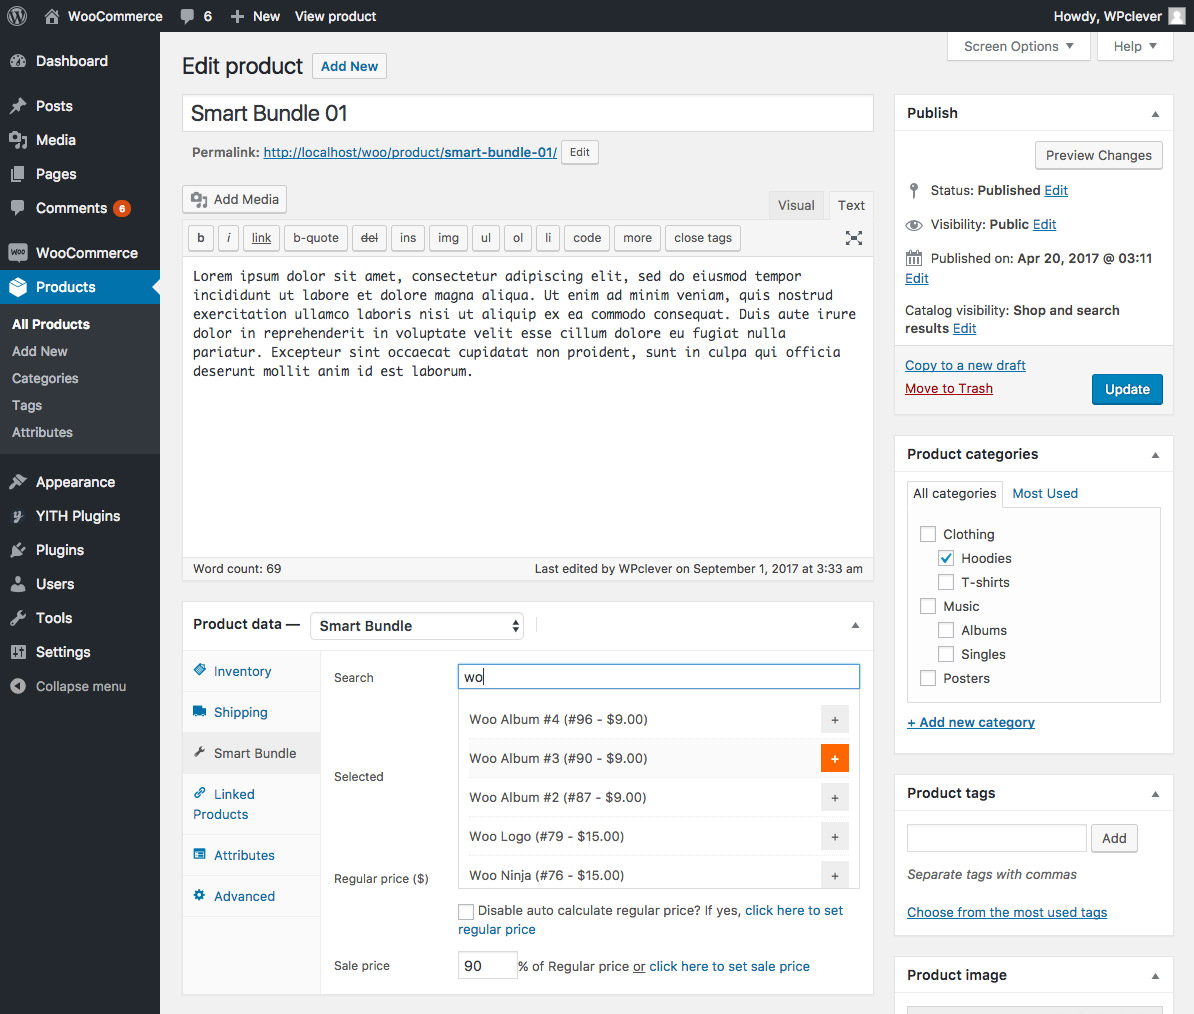 WooCommerce 6 New View product
Howdy, WPclever
Dashboard
Posts
Media
Pages
Comments 6
WooCommerce
Products
All Products
Add New
Categories
Tags
Attributes
Appearance
YITH Plugins
Plugins
Users
Tools
Settings
Collapse menu
Screen Options Help
Edit product Add New
Smart Bundle 01
Permalink: http://localhost/woo/product/smart-bundle-01/ Edit
Add Media
Visual Text
b i link b-quote del ins img ul ol li code more close tags
Lorem ipsum dolor sit amet, consectetur adipiscing elit, sed do eiusmod tempor
incididunt ut labore et dolore magna aliqua. Ut enim ad minim veniam, quis nostrud
exercitation ullamco laboris nisi ut aliquip ex ea commodo consequat. Duis aute irure
dolor in reprehenderit in voluptate velit esse cillum dolore eu fugiat nulla
pariatur. Excepteur sint occaecat cupidatat non proident, sunt in culpa qui officia
deserunt mollit anim id est laborum.
Word count: 69
Last edited by WPclever on September 1, 2017 at 3:33 am
Product data — Smart Bundle
Inventory
Shipping
Smart Bundle
Linked
Products
Attributes
Advanced
Search wo
Woo Album #4 (#96 - $9.00) +
Woo Album #3 (#90 - $9.00) +
Selected
Woo Album #2 (#87 - $9.00) +
Woo Logo (#79 - $15.00) +
Woo Ninja (#76 - $15.00) +
Regular price ($)
Disable auto calculate regular price? If yes, click here to set
regular price
Sale price 90 % of Regular price or click here to set sale price
Publish
Preview Changes
Status: Published Edit
Visibility: Public Edit
Published on: Apr 20, 2017 @ 03:11
Edit
Catalog visibility: Shop and search
results Edit
Copy to a new draft
Move to Trash
Update
Product categories
All categories Most Used
Clothing
Hoodies
T-shirts
Music
Albums
Singles
Posters
+ Add new category
Product tags
Add
Separate tags with commas
Choose from the most used tags
Product image